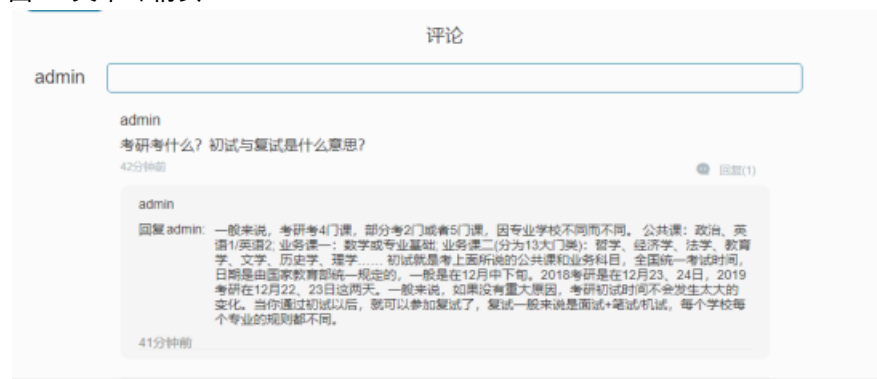 评论
admin
admin
考研考什么？初试与复试是什么意思？
42分钟前
回复(1)
admin
回复admin: 一般来说，考研考4门课，部分考2门或者5门课，因专业学校不同而不同。 公共课：政治、英
语1/英语2; 业务课一：数学或专业基础; 业务课二(分为13大门类)：哲学、经济学、法学、教育
学、文学、历史学、理学…… 初试就是考上面所说的公共课和业务科目，全国统一考试时间，
日期是由国家教育部统一规定的，一般是在12月中下旬。2018考研是在12月23、24日，2019
考研在12月22、23日这两天。一般来说，如果没有重大原因，考研初试时间不会发生太大的
变化。当你通过初试以后，就可以参加复试了，复试一般来说是面试+笔试/机试，每个学校每
个专业的规则都不同。
41分钟前